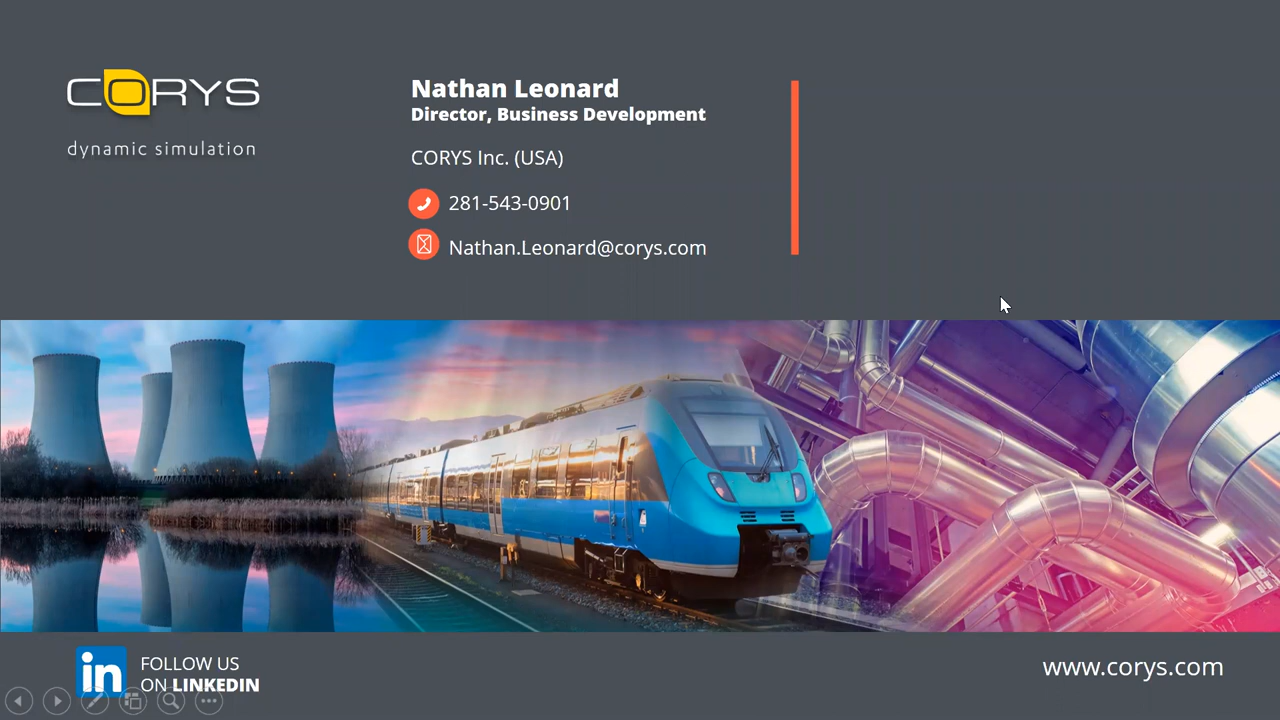 CORYS
dynamic simulation
Nathan Leonard
Director, Business Development
CORYS Inc. (USA)
281-543-0901
Nathan.Leonard@corys.com
in
FOLLOW US
ON LINKEDIN
www.corys.com